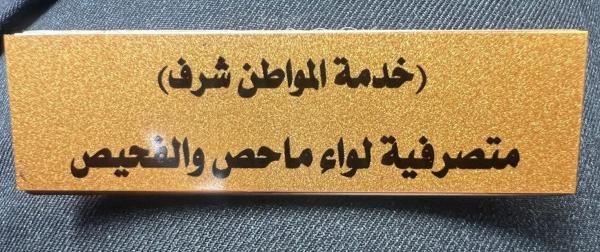 (خدمة المواطن شرف)
متصرفية لواء ماحص والفحيص